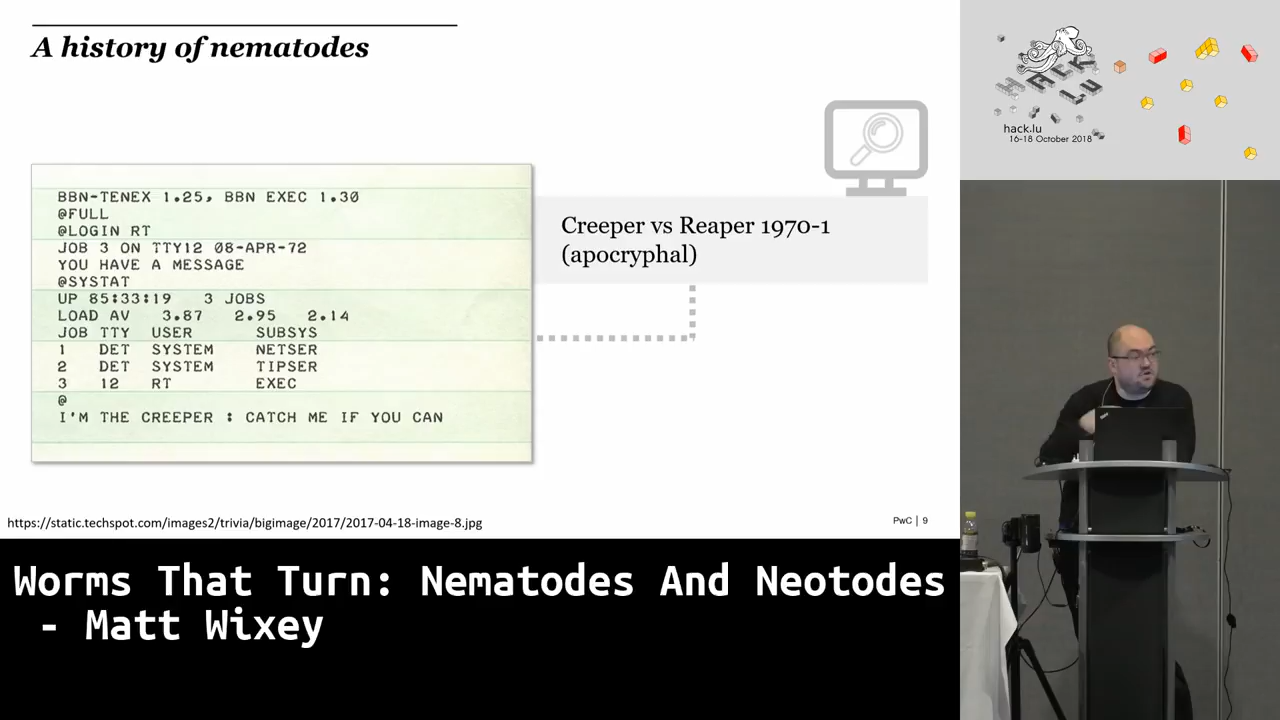 A history of nematodes
BBN-TENEX 1.25, BBN EXEC 1.30
@FULL
@LOGIN RT
JOB 3 ON TTY12 08-APR-72
YOU HAVE A MESSAGE
@SYSTAT
UP 85:33:19   3 JOBS
LOAD AV   3.87   2.95   2.14
JOB TTY  USER      SUBSYS
1   DET  SYSTEM    NETSER
2   DET  SYSTEM    TIPSER
3   12   RT        EXEC
@
I'M THE CREEPER : CATCH ME IF YOU CAN
Creeper vs Reaper 1970-1
(apocryphal)
https://static.techspot.com/images2/trivia/bigimage/2017/2017-04-18-image-8.jpg
PwC | 9
HACK
LU
hack.lu
16-18 October 2018
Worms That Turn: Nematodes And Neotodes
- Matt Wixey